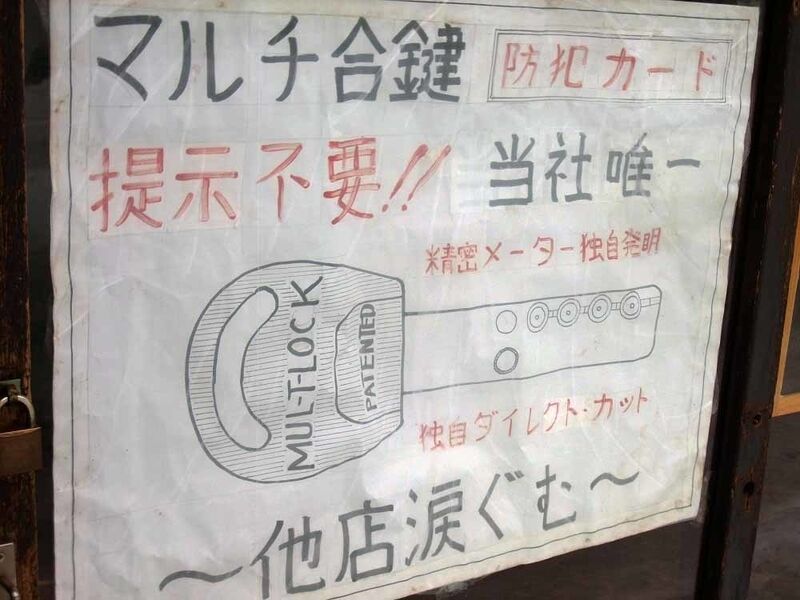 マルチ合鍵 防犯カード
提示不要!! 当社唯一
精密メーター独自発明
MUL-T-LOCK
PATENTED
独自ダイレクト・カット
～他店涙ぐむ～